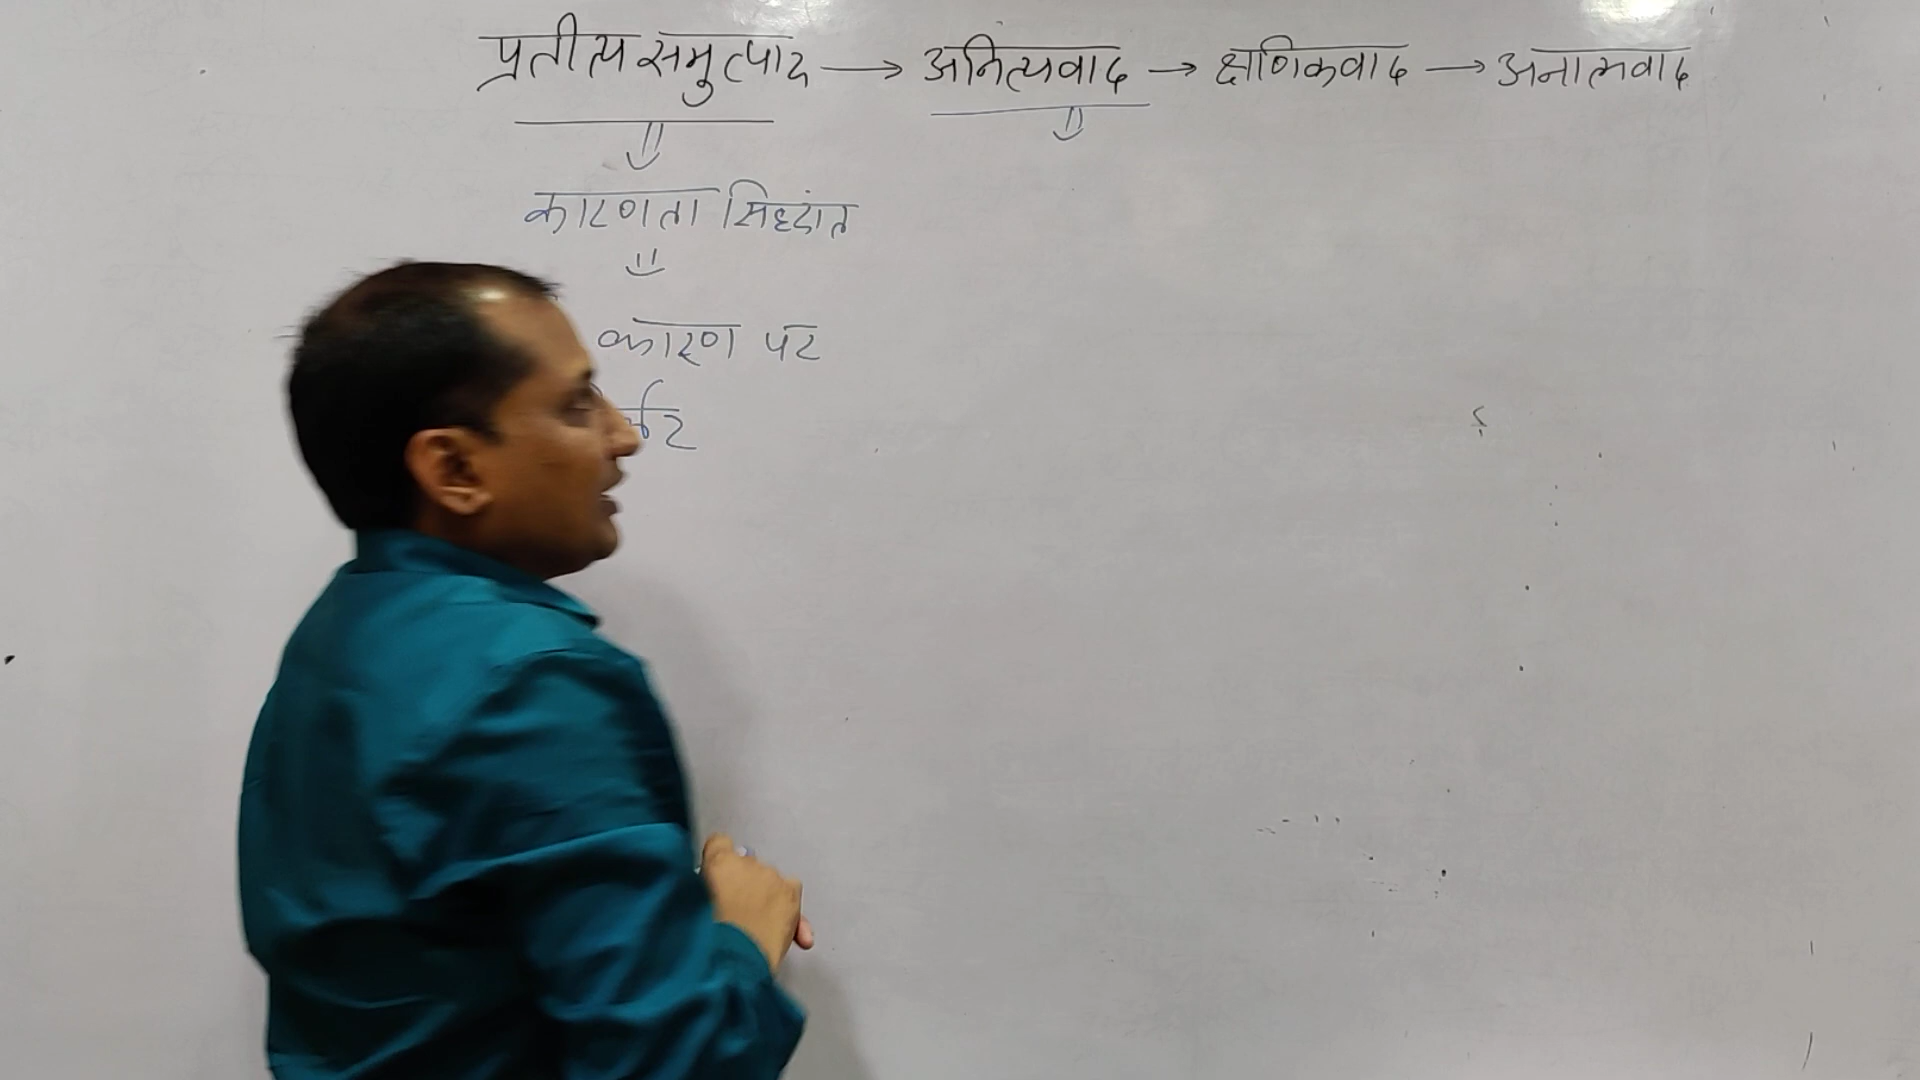 प्रतीत्यसमुत्पाद → अनित्यवाद → क्षणिकवाद → अनात्मवाद
कारणता सिध्दांत
कारण पर